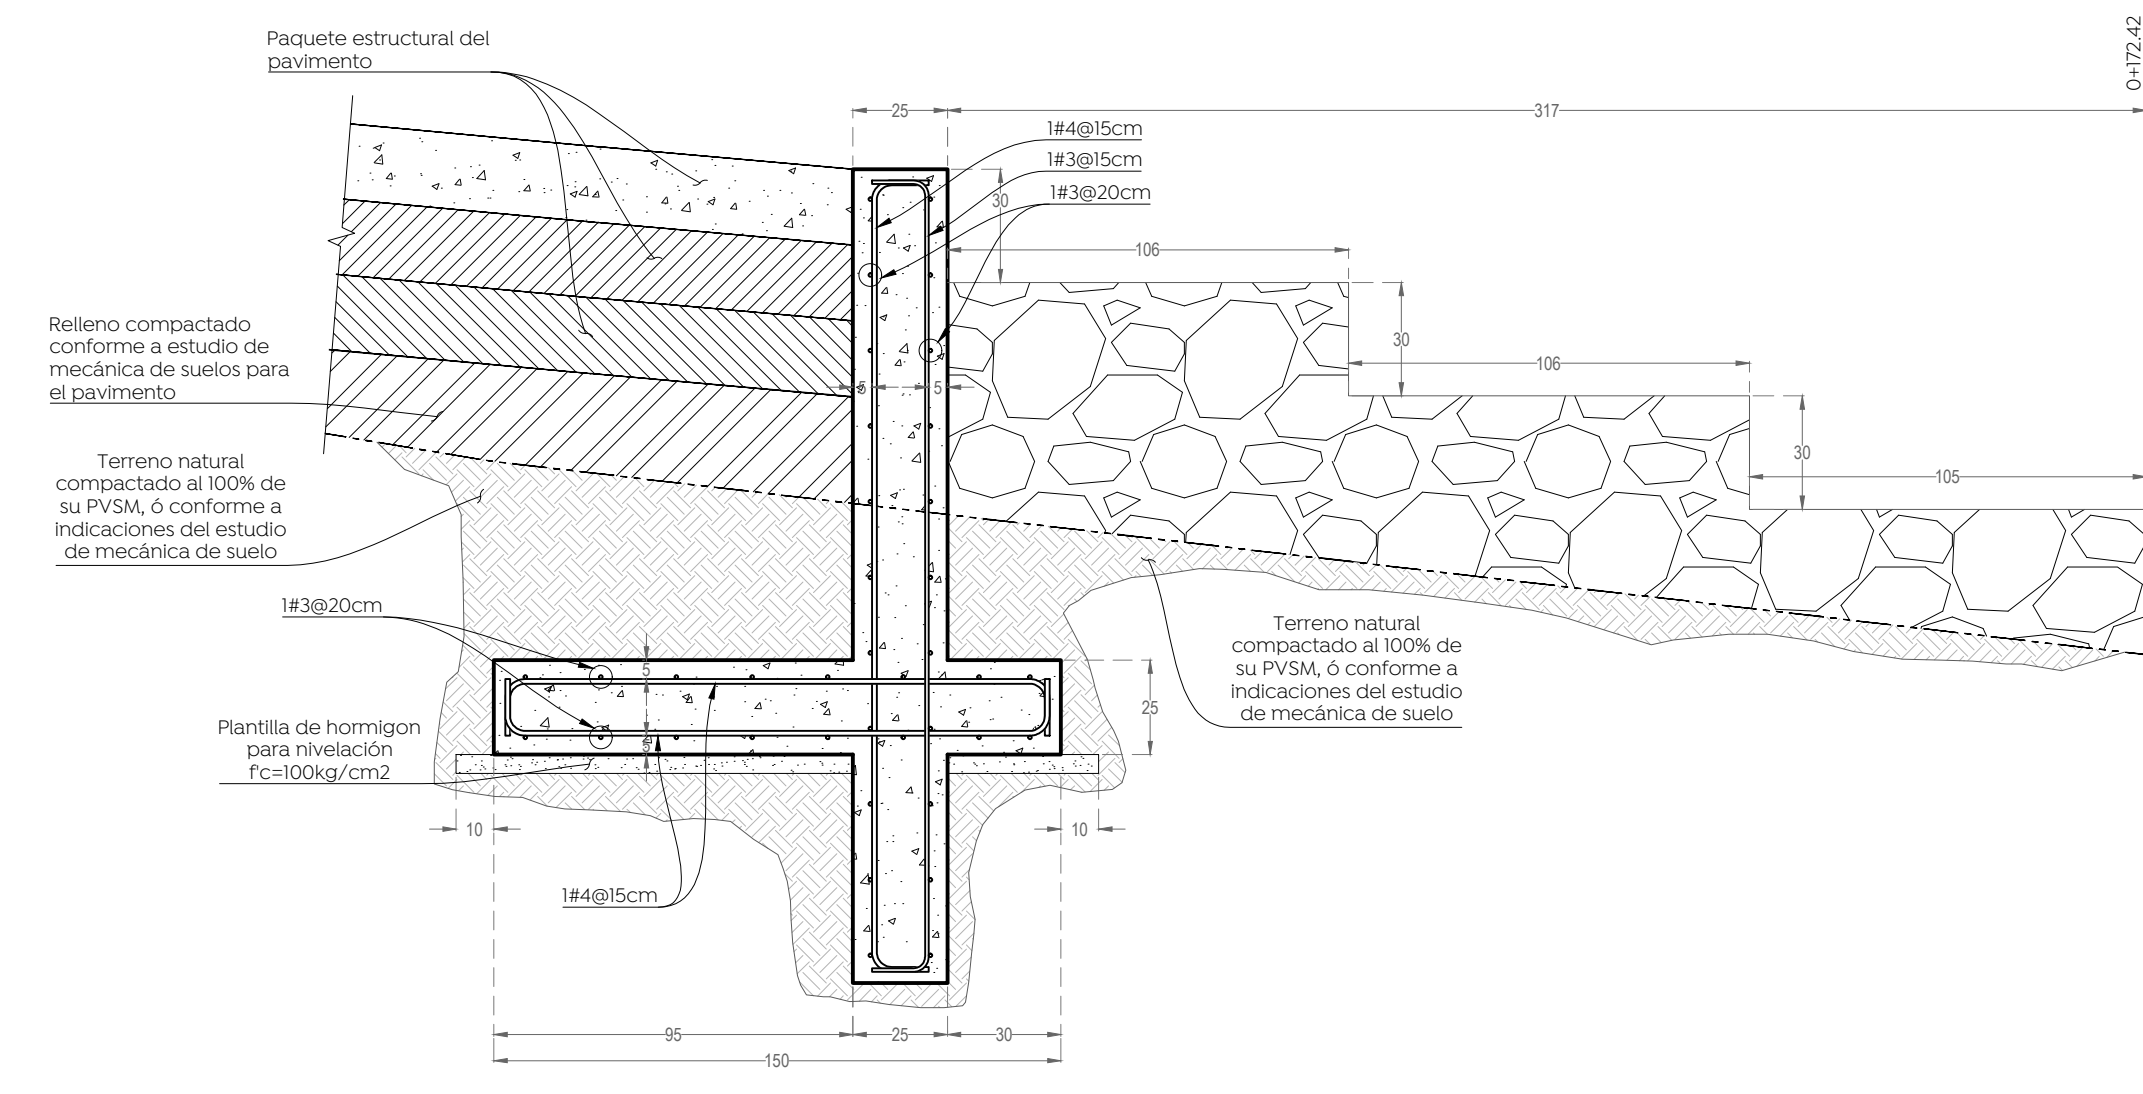 Paquete estructural del
pavimento
0+172.42
25
317
1#4@15cm
1#3@15cm
1#3@20cm
30
106
30
106
30
105
Relleno compactado
conforme a estudio de
mecánica de suelos para
el pavimento
5
5
Terreno natural
compactado al 100% de
su PVSM, ó conforme a
indicaciones del estudio
de mecánica de suelo
1#3@20cm
Terreno natural
compactado al 100% de
su PVSM, ó conforme a
indicaciones del estudio
de mecánica de suelo
5
25
Plantilla de hormigon
para nivelación
f'c=100kg/cm2
10
10
1#4@15cm
95
25
30
150